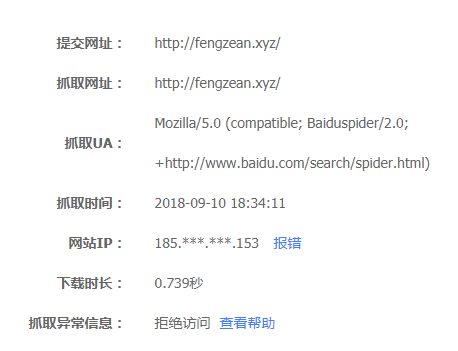 提交网址： http://fengzean.xyz/
抓取网址： http://fengzean.xyz/
抓取UA： Mozilla/5.0 (compatible; Baiduspider/2.0;
+http://www.baidu.com/search/spider.html)
抓取时间： 2018-09-10 18:34:11
网站IP： 185.***.***.153 报错
下载时长： 0.739秒
抓取异常信息： 拒绝访问 查看帮助